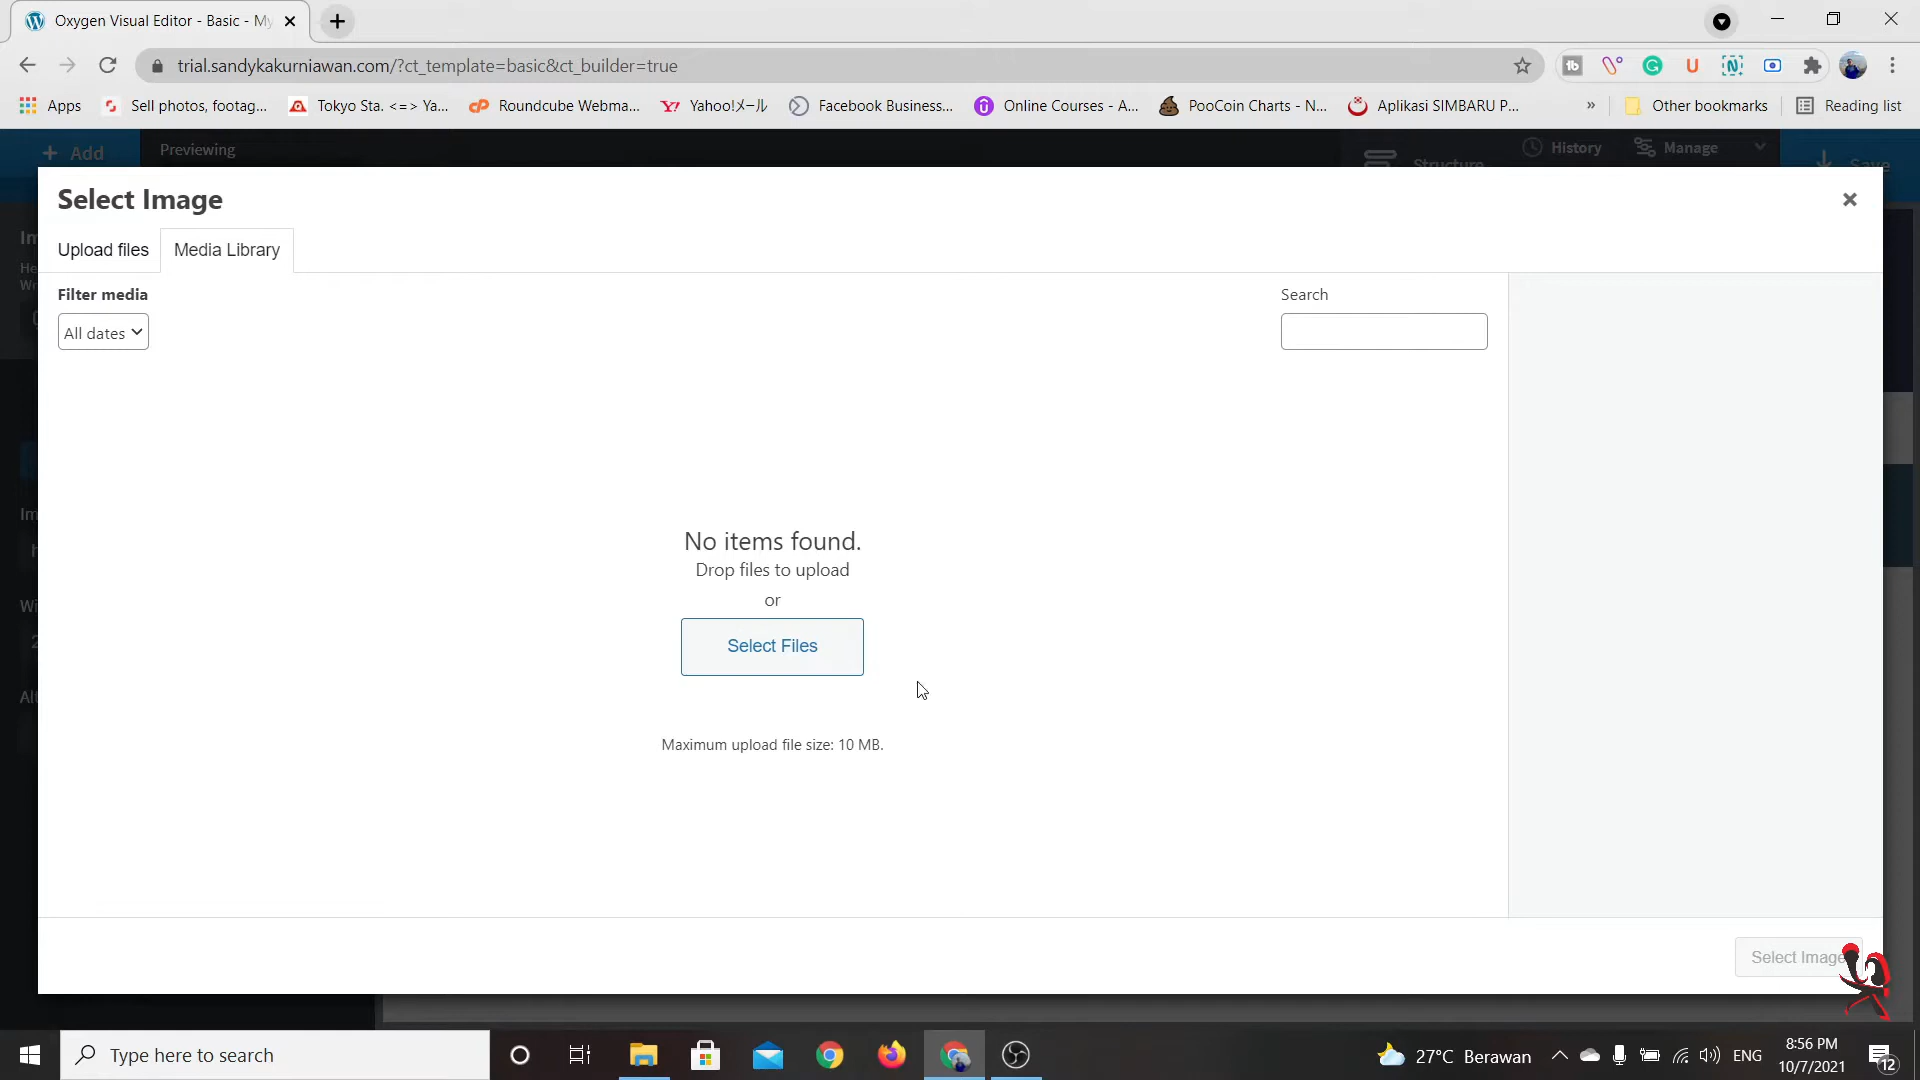 Oxygen Visual Editor - Basic - My
trial.sandykakurniawan.com/?ct_template=basic&ct_builder=true
Apps Sell photos, footag... Tokyo Sta. <=> Ya... Roundcube Webma... Yahoo!メール Facebook Business... Online Courses - A... PooCoin Charts - N... Aplikasi SIMBARU P... » Other bookmarks Reading list
+ Add Previewing Structure History Manage Save
Select Image
Upload files Media Library
Filter media Search
All dates
No items found.
Drop files to upload
or
Select Files
Maximum upload file size: 10 MB.
Select Image
Type here to search 27°C Berawan ENG 8:56 PM
10/7/2021 12